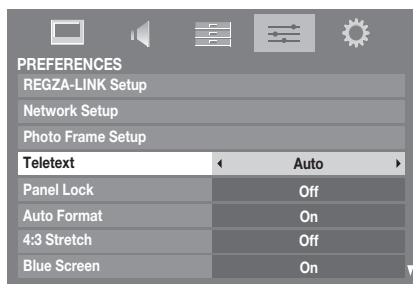 PREFERENCES
REGZA-LINK Setup
Network Setup
Photo Frame Setup
Teletext Auto
Panel Lock Off
Auto Format On
4:3 Stretch Off
Blue Screen On